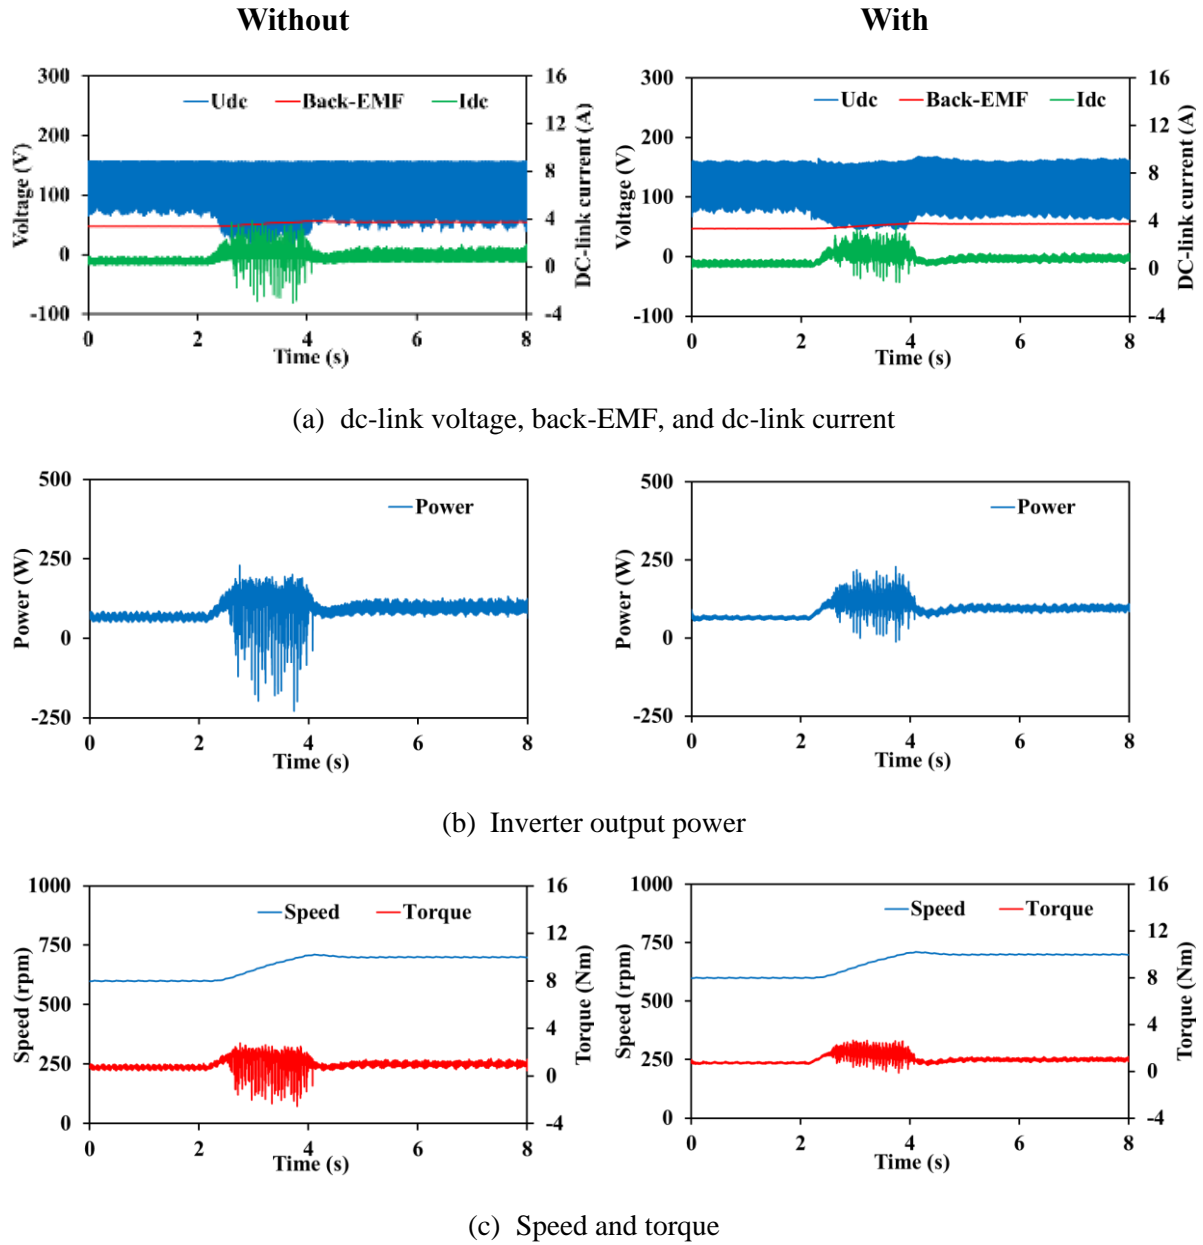 Without With
300
200
100
0
-100
Voltage (V)
Udc Back-EMF Idc
16
12
8
4
0
-4
DC-link current (A)
0 2 4 6 8
Time (s)
300
200
100
0
-100
Voltage (V)
Udc Back-EMF Idc
16
12
8
4
0
-4
DC-link current (A)
0 2 4 6 8
Time (s)
(a) dc-link voltage, back-EMF, and dc-link current
500
250
0
-250
Power (W)
Power
0 2 4 6 8
Time (s)
500
250
0
-250
Power (W)
Power
0 2 4 6 8
Time (s)
(b) Inverter output power
1000
750
500
250
0
Speed (rpm)
Speed Torque
16
12
8
4
0
-4
Torque (Nm)
0 2 4 6 8
Time (s)
1000
750
500
250
0
Speed (rpm)
Speed Torque
16
12
8
4
0
-4
Torque (Nm)
0 2 4 6 8
Time (s)
(c) Speed and torque